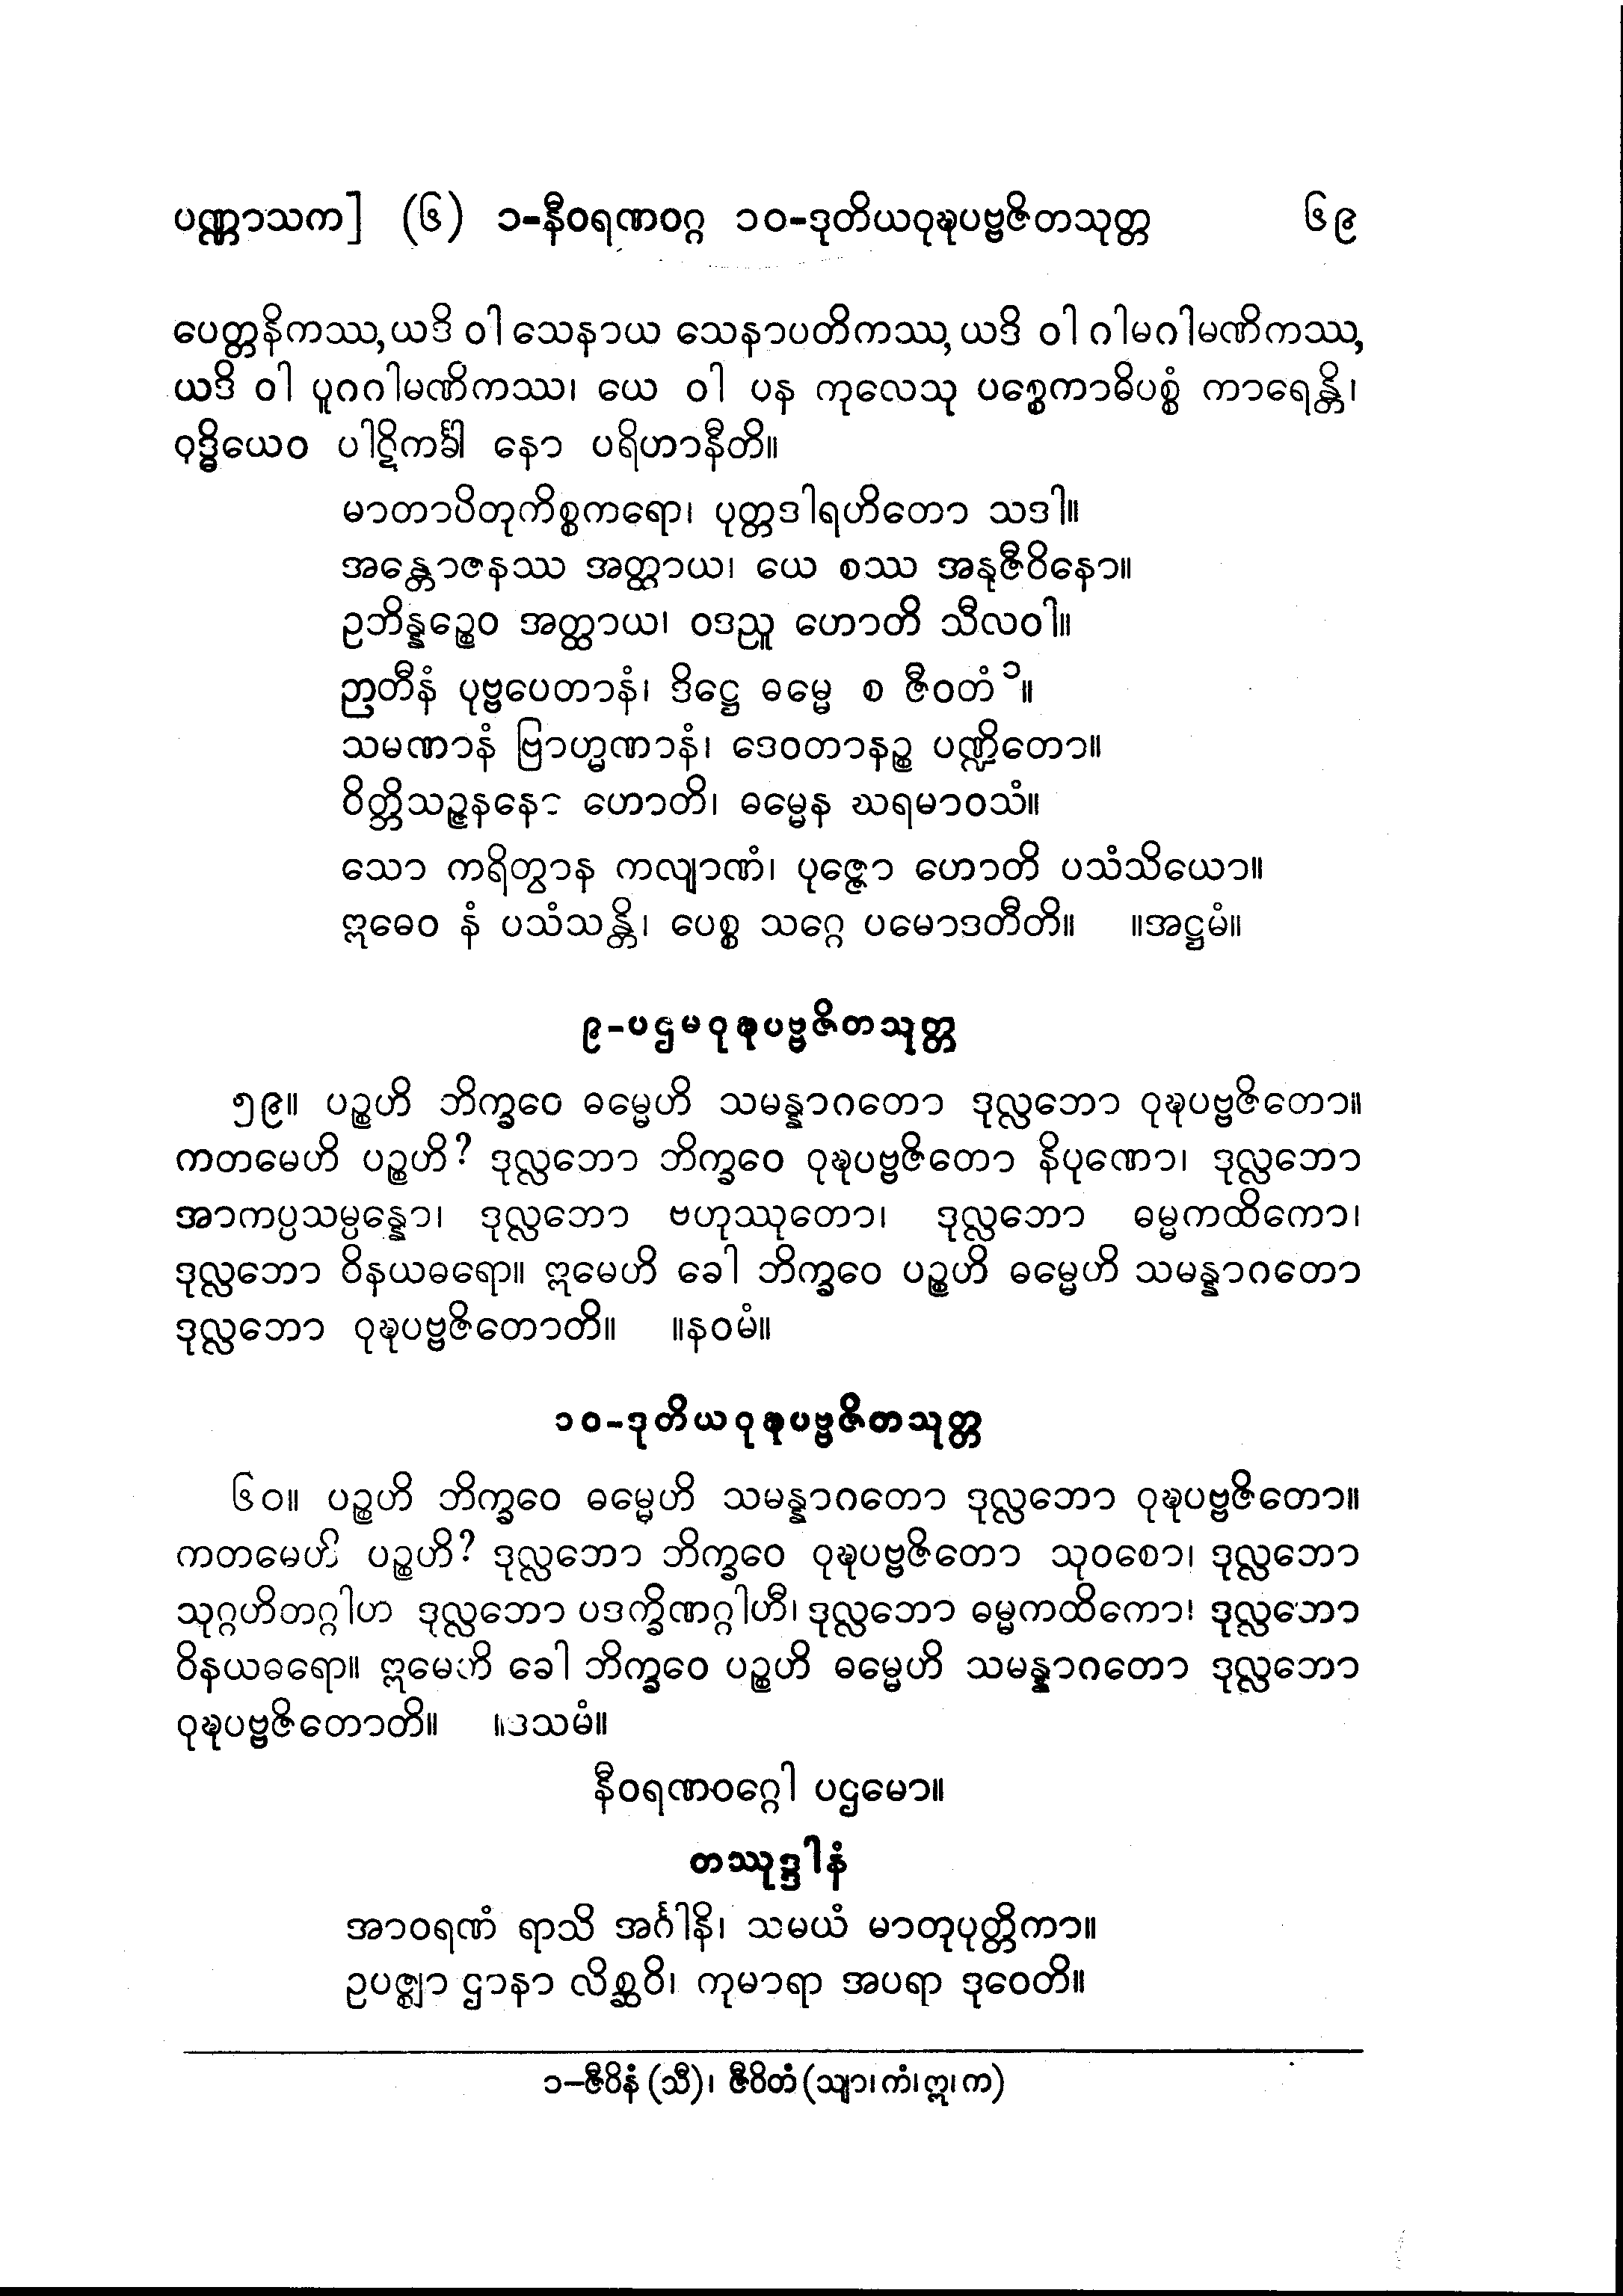 ပဏ္ဏာသက] (၆) ၁-နီဝရဏဝဂ္ဂ ၁၀-ဒုတိယဝုဍ္ဎပဗ္ဗဇိတသုတ္တ ၆၉
ပေတ္တနိကဿ, ယဒိ ဝါ သေနာယ သေနာပတိကဿ, ယဒိ ဝါ ဂါမဂါမဏိကဿ,
ယဒိ ဝါ ပူဂဂါမဏိကဿ၊ ယေ ဝါ ပန ကုလေသု ပစ္စေကာဓိပစ္စံ ကာရေန္တိ၊
ဝုဒ္ဓိယေဝ ပါဋိကင်္ခါ နော ပရိဟာနီတိ။
မာတာပိတုကိစ္စကရော၊ ပုတ္တဒါရဟိတော သဒါ။
အန္တောဇနဿ အတ္ထာယ၊ ယေ စဿ အနုဇီဝိနော။
ဥဘိန္နဉ္စေဝ အတ္ထာယ၊ ဝဒညူ ဟောတိ သီလဝါ။
ဉာတီနံ ပုဗ္ဗပေတာနံ၊ ဒိဋ္ဌေ ဓမ္မေ စ ဇီဝတံ ၁။
သမဏာနံ ဗြာဟ္မဏာနံ၊ ဒေဝတာနဉ္စ ပဏ္ဍိတော။
ဝိတ္တိသဉ္ဇနနော ဟောတိ၊ ဓမ္မေန ဃရမာဝသံ။
သော ကရိတွာန ကလျာဏံ၊ ပုဇ္ဇော ဟောတိ ပသံသိယော။
ဣဓေဝ နံ ပသံသန္တိ၊ ပေစ္စ သဂ္ဂေ ပမောဒတီတိ။ ။အဋ္ဌမံ။
၉-ပဌမဝုဍ္ဎပဗ္ဗဇိတသုတ္တ
၅၉။ ပဉ္စဟိ ဘိက္ခဝေ ဓမ္မေဟိ သမန္နာဂတော ဒုလ္လဘော ဝုဍ္ဎပဗ္ဗဇိတော။
ကတမေဟိ ပဉ္စဟိ? ဒုလ္လဘော ဘိက္ခဝေ ဝုဍ္ဎပဗ္ဗဇိတော နိပုဏော၊ ဒုလ္လဘော
အာကပ္ပသမ္ပန္နော၊ ဒုလ္လဘော ဗဟုဿုတော၊ ဒုလ္လဘော ဓမ္မကထိကော၊
ဒုလ္လဘော ဝိနယဓရော။ ဣမေဟိ ခေါ ဘိက္ခဝေ ပဉ္စဟိ ဓမ္မေဟိ သမန္နာဂတော
ဒုလ္လဘော ဝုဍ္ဎပဗ္ဗဇိတောတိ။ ။နဝမံ။
၁၀-ဒုတိယဝုဍ္ဎပဗ္ဗဇိတသုတ္တ
၆၀။ ပဉ္စဟိ ဘိက္ခဝေ ဓမ္မေဟိ သမန္နာဂတော ဒုလ္လဘော ဝုဍ္ဎပဗ္ဗဇိတော။
ကတမေဟိ ပဉ္စဟိ? ဒုလ္လဘော ဘိက္ခဝေ ဝုဍ္ဎပဗ္ဗဇိတော သုဝစော၊ ဒုလ္လဘော
သုဂ္ဂဟိတဂ္ဂါဟီ ဒုလ္လဘော ပဒက္ခိဏဂ္ဂါဟီ၊ ဒုလ္လဘော ဓမ္မကထိကော၊ ဒုလ္လဘော
ဝိနယဓရော။ ဣမေဟိ ခေါ ဘိက္ခဝေ ပဉ္စဟိ ဓမ္မေဟိ သမန္နာဂတော ဒုလ္လဘော
ဝုဍ္ဎပဗ္ဗဇိတောတိ။ ။ဒသမံ။
နီဝရဏဝဂ္ဂေါ ပဌမော။
တဿုဒ္ဒါနံ
အာဝရဏံ ရာသိ အင်္ဂါနိ၊ သမယံ မာတုပုတ္တိကာ။
ဥပဇ္ဈာ ဌာနာ လိစ္ဆဝိ၊ ကုမာရာ အပရာ ဒုဝေတိ။
၁-ဇီဝိနံ (သီ)၊ ဇီဝိတံ (သျာ၊ ကံ၊ ဣ၊ က)